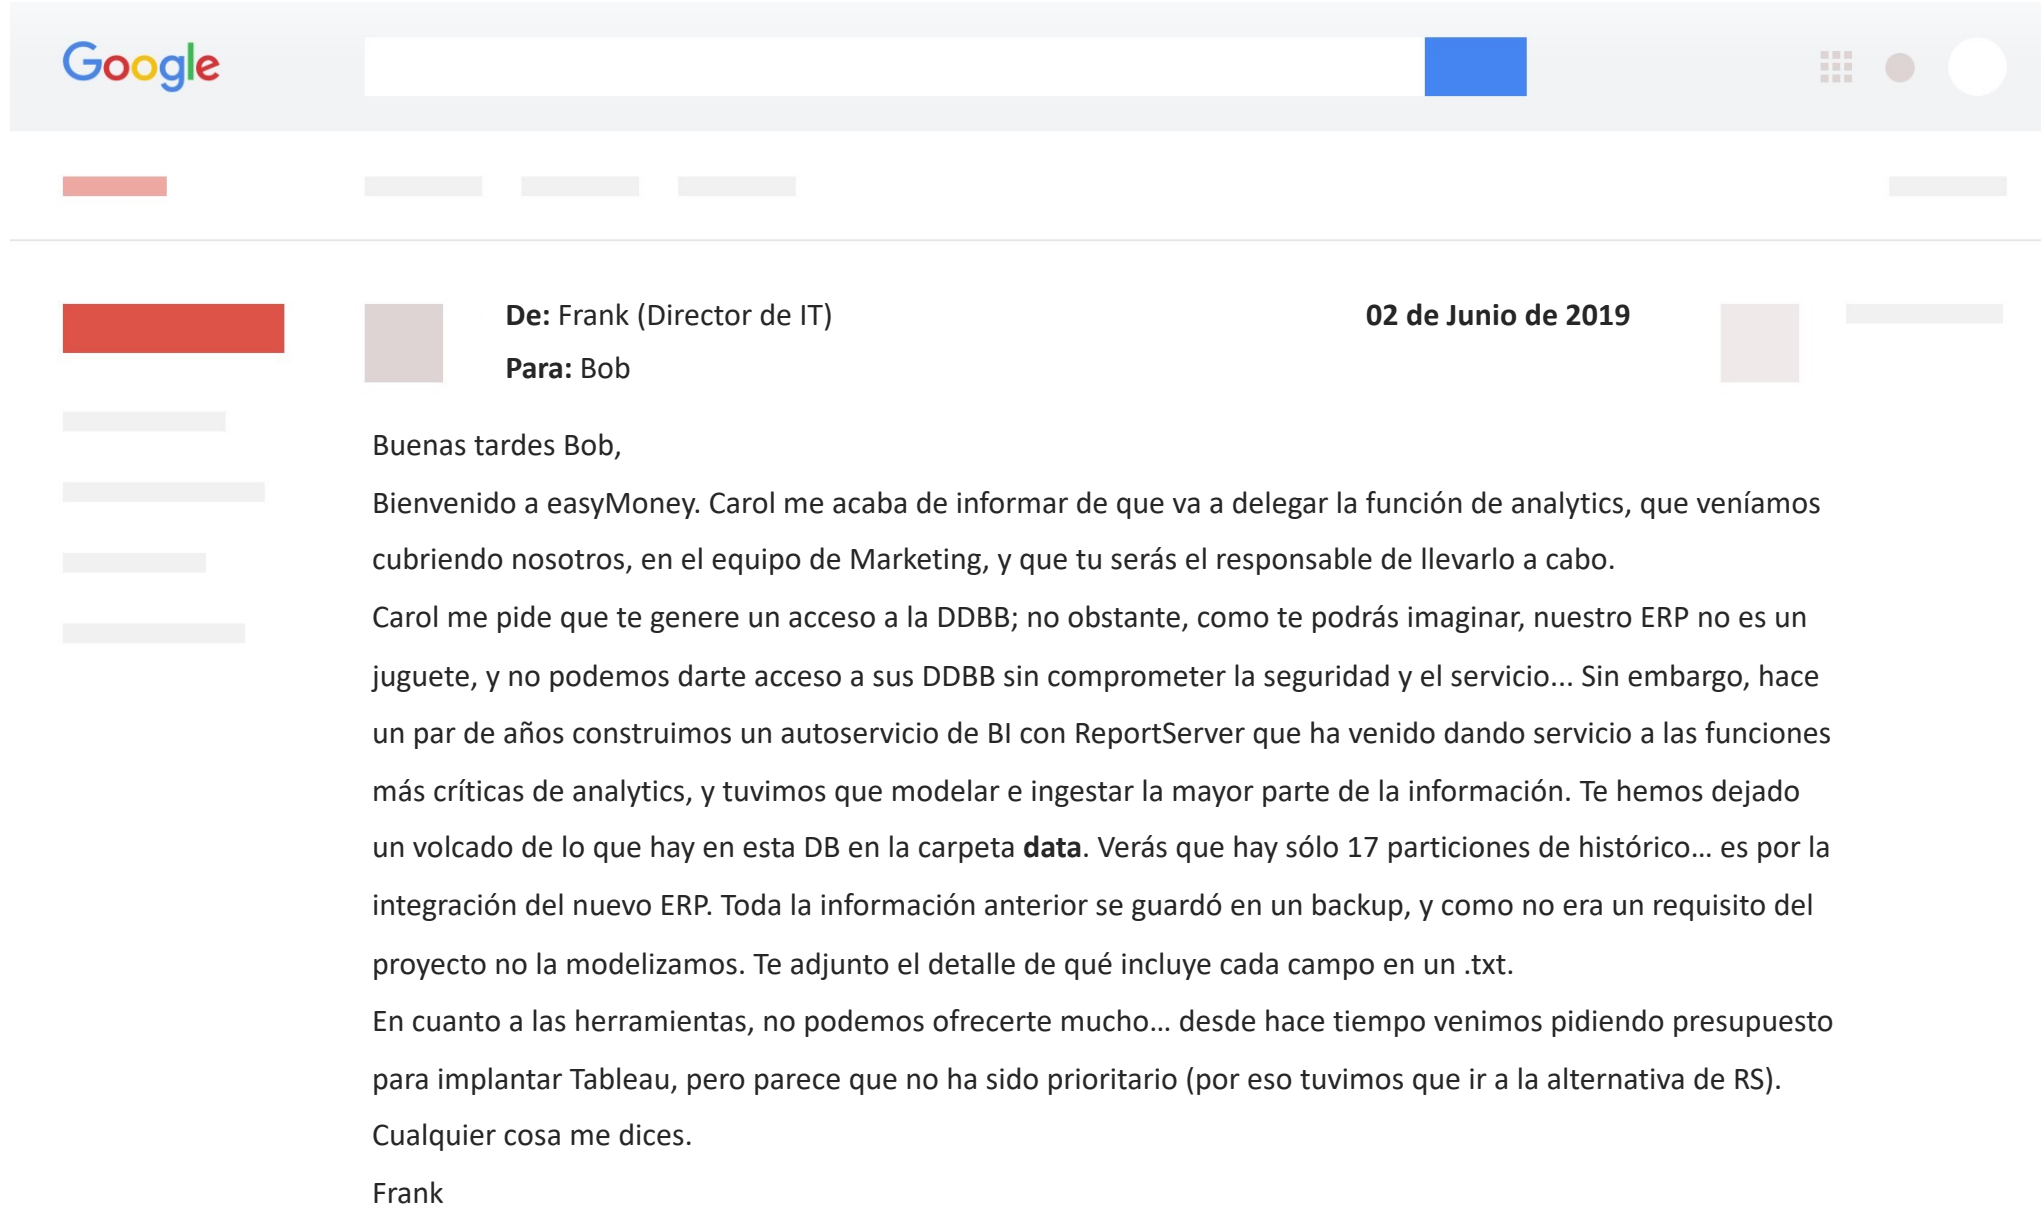 Google
De: Frank (Director de IT) 02 de Junio de 2019
Para: Bob
Buenas tardes Bob,
Bienvenido a easyMoney. Carol me acaba de informar de que va a delegar la función de analytics, que veníamos
cubriendo nosotros, en el equipo de Marketing, y que tu serás el responsable de llevarlo a cabo.
Carol me pide que te genere un acceso a la DDBB; no obstante, como te podrás imaginar, nuestro ERP no es un
juguete, y no podemos darte acceso a sus DDBB sin comprometer la seguridad y el servicio... Sin embargo, hace
un par de años construimos un autoservicio de BI con ReportServer que ha venido dando servicio a las funciones
más críticas de analytics, y tuvimos que modelar e ingestar la mayor parte de la información. Te hemos dejado
un volcado de lo que hay en esta DB en la carpeta data. Verás que hay sólo 17 particiones de histórico... es por la
integración del nuevo ERP. Toda la información anterior se guardó en un backup, y como no era un requisito del
proyecto no la modelizamos. Te adjunto el detalle de qué incluye cada campo en un .txt.
En cuanto a las herramientas, no podemos ofrecerte mucho... desde hace tiempo venimos pidiendo presupuesto
para implantar Tableau, pero parece que no ha sido prioritario (por eso tuvimos que ir a la alternativa de RS).
Cualquier cosa me dices.
Frank